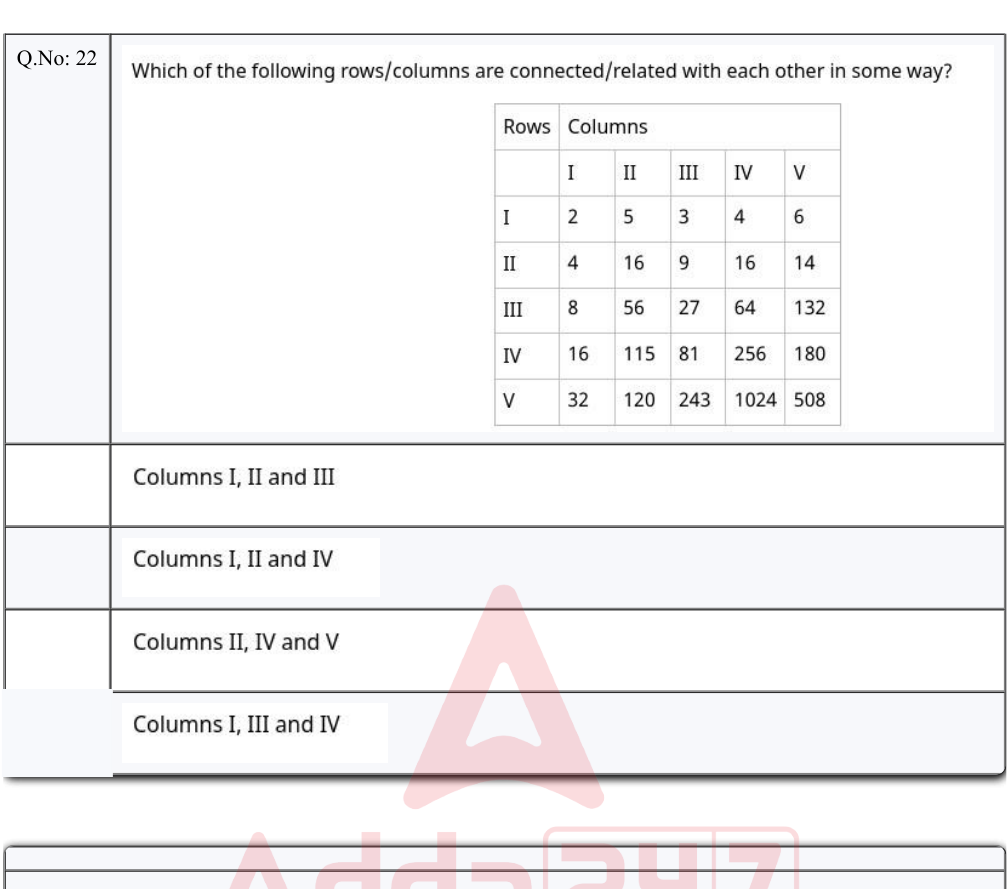 Q.No: 22
Which of the following rows/columns are connected/related with each other in some way?
Rows Columns
I II III IV V
I 2 5 3 4 6
II 4 16 9 16 14
III 8 56 27 64 132
IV 16 115 81 256 180
V 32 120 243 1024 508
Columns I, II and III
Columns I, II and IV
Columns II, IV and V
Columns I, III and IV
Adda247